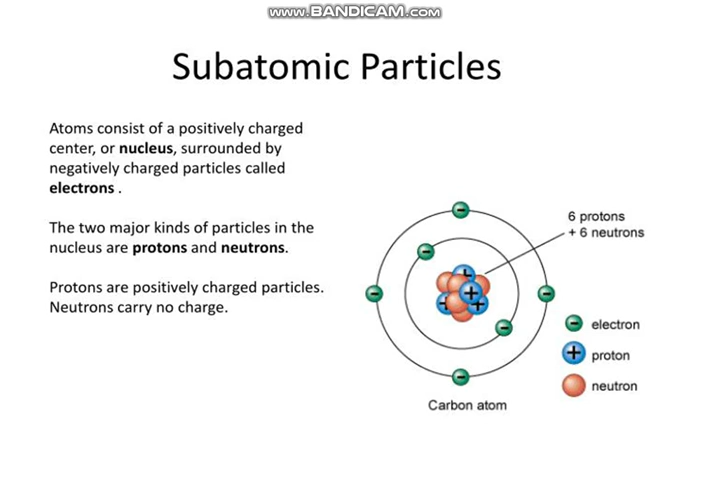 www.BANDICAM.com
Subatomic Particles
Atoms consist of a positively charged
center, or nucleus, surrounded by
negatively charged particles called
electrons .
The two major kinds of particles in the
nucleus are protons and neutrons.
Protons are positively charged particles.
Neutrons carry no charge.
6 protons
+ 6 neutrons
electron
proton
neutron
Carbon atom